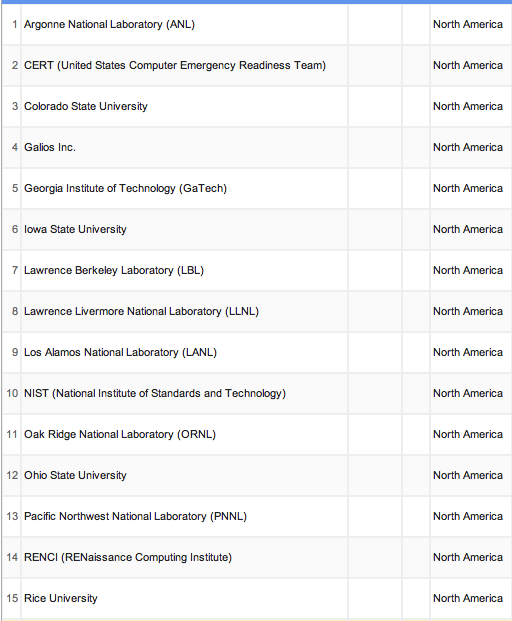 1 Argonne National Laboratory (ANL) North America
2 CERT (United States Computer Emergency Readiness Team) North America
3 Colorado State University North America
4 Galios Inc. North America
5 Georgia Institute of Technology (GaTech) North America
6 Iowa State University North America
7 Lawrence Berkeley Laboratory (LBL) North America
8 Lawrence Livermore National Laboratory (LLNL) North America
9 Los Alamos National Laboratory (LANL) North America
10 NIST (National Institute of Standards and Technology) North America
11 Oak Ridge National Laboratory (ORNL) North America
12 Ohio State University North America
13 Pacific Northwest National Laboratory (PNNL) North America
14 RENCI (RENaissance Computing Institute) North America
15 Rice University North America